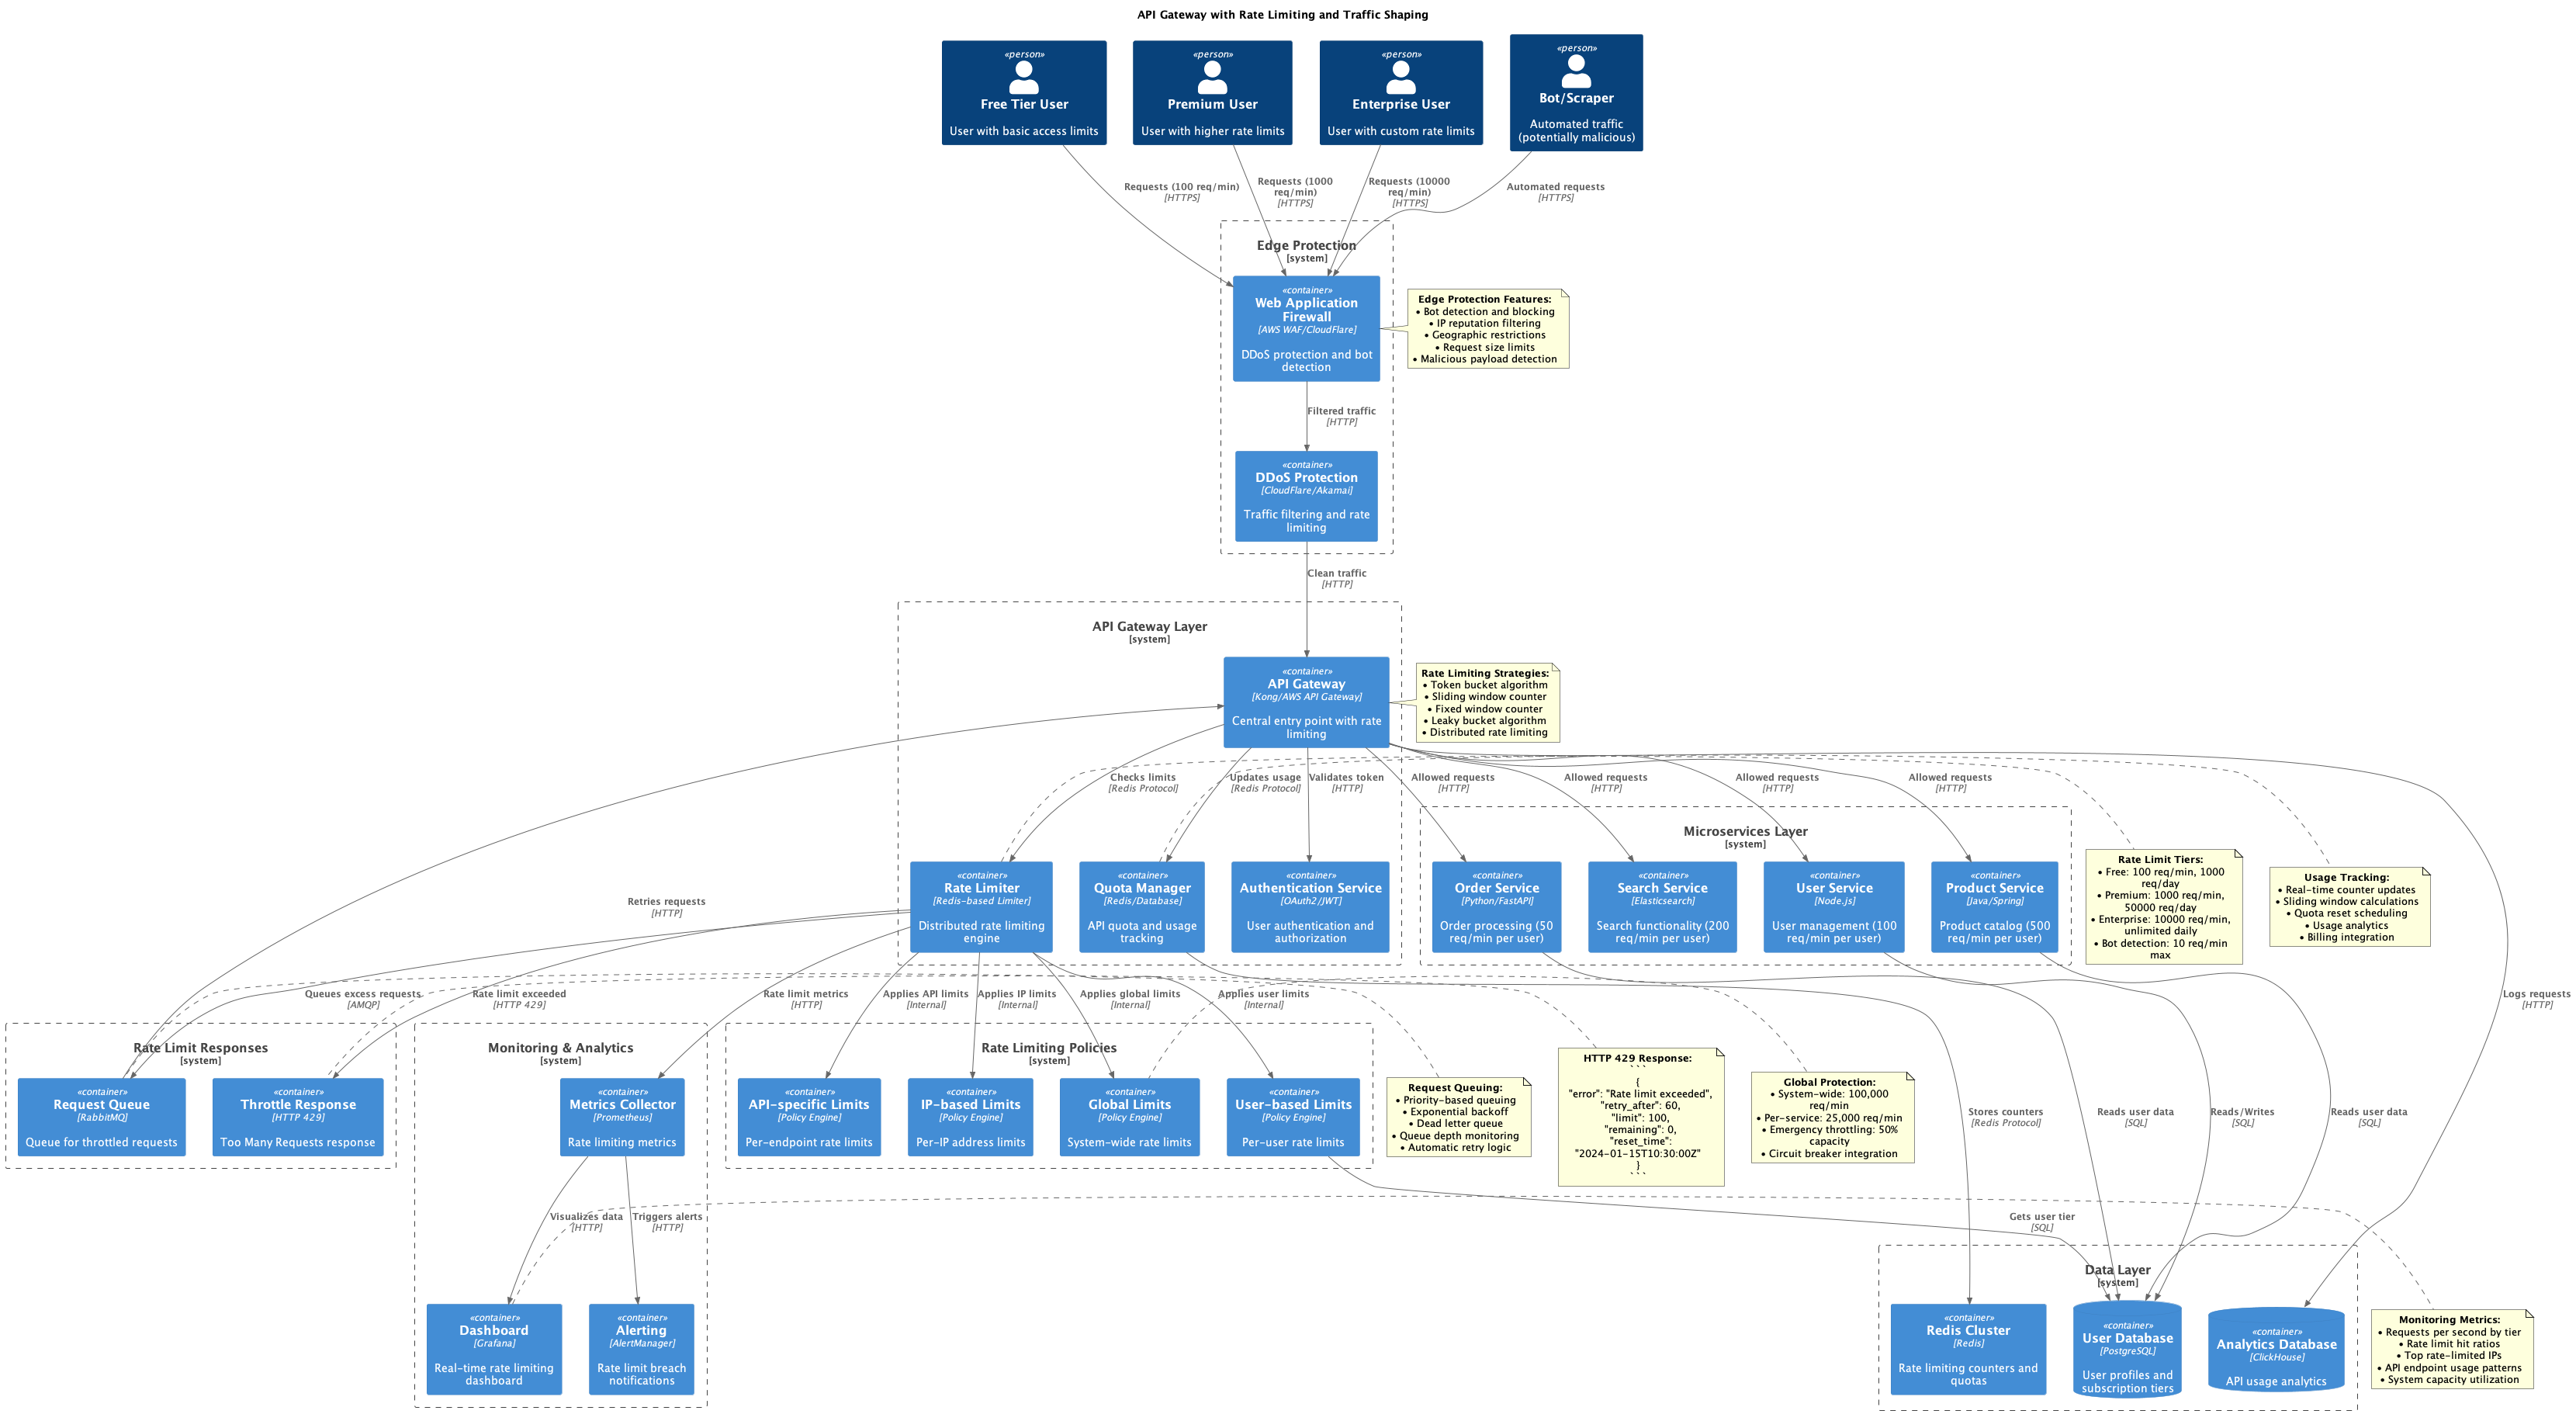 API Gateway with Rate Limiting and Traffic Shaping
«person»
Free Tier User
User with basic access limits
«person»
Premium User
User with higher rate limits
«person»
Enterprise User
User with custom rate limits
«person»
Bot/Scraper
Automated traffic
(potentially malicious)
Requests (100 req/min)
[HTTPS]
Requests (1000
req/min)
[HTTPS]
Requests (10000
req/min)
[HTTPS]
Automated requests
[HTTPS]
Edge Protection
[system]
«container»
Web Application
Firewall
[AWS WAF/CloudFlare]
DDoS protection and bot
detection
Edge Protection Features:
• Bot detection and blocking
• IP reputation filtering
• Geographic restrictions
• Request size limits
• Malicious payload detection
Filtered traffic
[HTTP]
«container»
DDoS Protection
[CloudFlare/Akamai]
Traffic filtering and rate
limiting
Clean traffic
[HTTP]
API Gateway Layer
[system]
«container»
API Gateway
[Kong/AWS API Gateway]
Central entry point with rate
limiting
Rate Limiting Strategies:
• Token bucket algorithm
• Sliding window counter
• Fixed window counter
• Leaky bucket algorithm
• Distributed rate limiting
Checks limits
[Redis Protocol]
Updates usage
[Redis Protocol]
Validates token
[HTTP]
Allowed requests
[HTTP]
Allowed requests
[HTTP]
Allowed requests
[HTTP]
Allowed requests
[HTTP]
Microservices Layer
[system]
«container»
Rate Limiter
[Redis-based Limiter]
Distributed rate limiting
engine
«container»
Quota Manager
[Redis/Database]
API quota and usage
tracking
«container»
Authentication Service
[OAuth2/JWT]
User authentication and
authorization
«container»
Order Service
[Python/FastAPI]
Order processing (50
req/min per user)
«container»
Search Service
[Elasticsearch]
Search functionality (200
req/min per user)
«container»
User Service
[Node.js]
User management (100
req/min per user)
«container»
Product Service
[Java/Spring]
Product catalog (500
req/min per user)
Rate Limit Tiers:
• Free: 100 req/min, 1000
req/day
• Premium: 1000 req/min,
50000 req/day
• Enterprise: 10000 req/min,
unlimited daily
• Bot detection: 10 req/min
max
Usage Tracking:
• Real-time counter updates
• Sliding window calculations
• Quota reset scheduling
• Usage analytics
• Billing integration
Retries requests
[HTTP]
Queues excess requests
[AMQP]
Rate limit exceeded
[HTTP 429]
Rate limit metrics
[HTTP]
Applies API limits
[Internal]
Applies IP limits
[Internal]
Applies global limits
[Internal]
Applies user limits
[Internal]
Logs requests
[HTTP]
Rate Limit Responses
[system]
«container»
Request Queue
[RabbitMQ]
Queue for throttled requests
«container»
Throttle Response
[HTTP 429]
Too Many Requests response
Monitoring & Analytics
[system]
«container»
Metrics Collector
[Prometheus]
Rate limiting metrics
Rate Limiting Policies
[system]
«container»
API-specific Limits
[Policy Engine]
Per-endpoint rate limits
«container»
IP-based Limits
[Policy Engine]
Per-IP address limits
«container»
Global Limits
[Policy Engine]
System-wide rate limits
«container»
User-based Limits
[Policy Engine]
Per-user rate limits
Request Queuing:
• Priority-based queuing
• Exponential backoff
• Dead letter queue
• Queue depth monitoring
• Automatic retry logic
HTTP 429 Response:
```
{
"error": "Rate limit exceeded",
"retry_after": 60,
"limit": 100,
"remaining": 0,
"reset_time":
"2024-01-15T10:30:00Z"
}
```
Global Protection:
• System-wide: 100,000
req/min
• Per-service: 25,000 req/min
• Emergency throttling: 50%
capacity
• Circuit breaker integration
Stores counters
[Redis Protocol]
Reads user data
[SQL]
Reads/Writes
[SQL]
Reads user data
[SQL]
Visualizes data
[HTTP]
Triggers alerts
[HTTP]
Gets user tier
[SQL]
«container»
Dashboard
[Grafana]
Real-time rate limiting
dashboard
«container»
Alerting
[AlertManager]
Rate limit breach
notifications
Data Layer
[system]
«container»
Redis Cluster
[Redis]
Rate limiting counters and
quotas
«container»
User Database
[PostgreSQL]
User profiles and
subscription tiers
«container»
Analytics Database
[ClickHouse]
API usage analytics
Monitoring Metrics:
• Requests per second by tier
• Rate limit hit ratios
• Top rate-limited IPs
• API endpoint usage patterns
• System capacity utilization